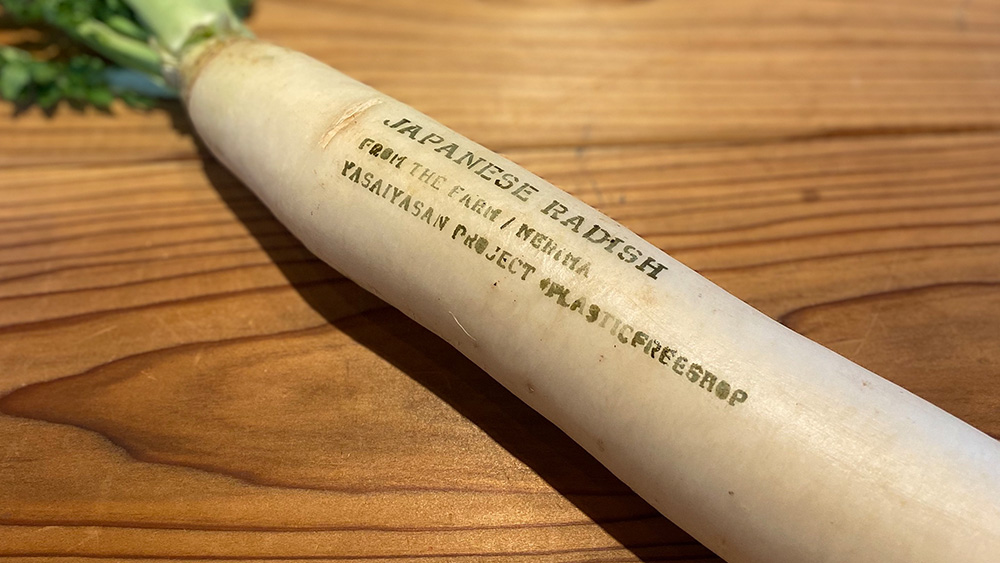 JAPANESE RADISH
FROM THE FARM / NERIMA
YASAIYASAN PROJECT #PLASTICFREESHOP